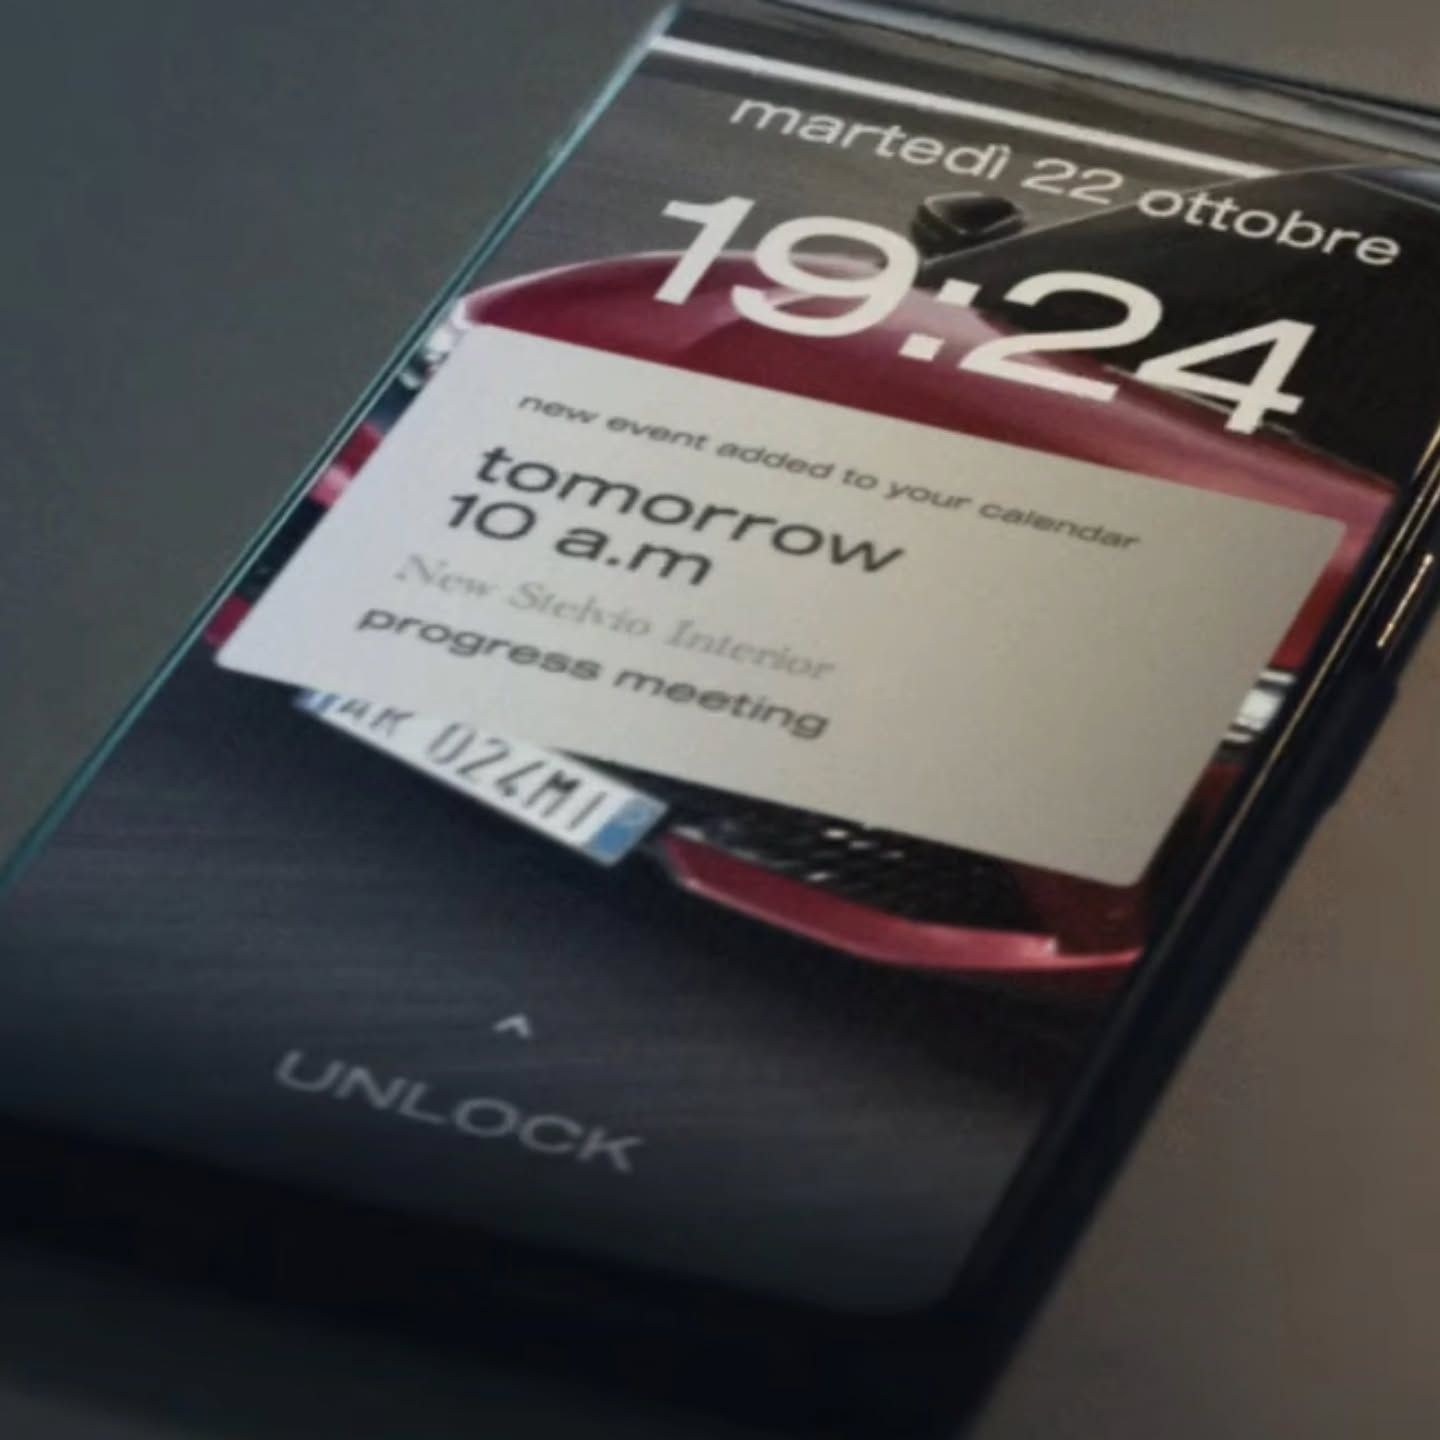 martedì 22 ottobre
19:24
new event added to your calendar
tomorrow
10 a.m
New Stelvio Interior
progress meeting
024MI
^
UNLOCK